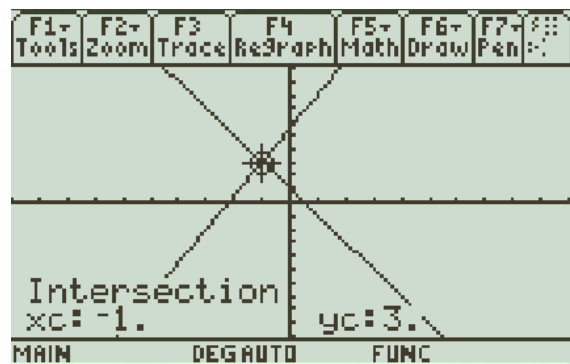 F1 F2 F3 F4 F5 F6 F7
Tools Zoom Trace ReGraph Math Draw Pen
Intersection
xc: -1. yc: 3.
MAIN DEG AUTO FUNC